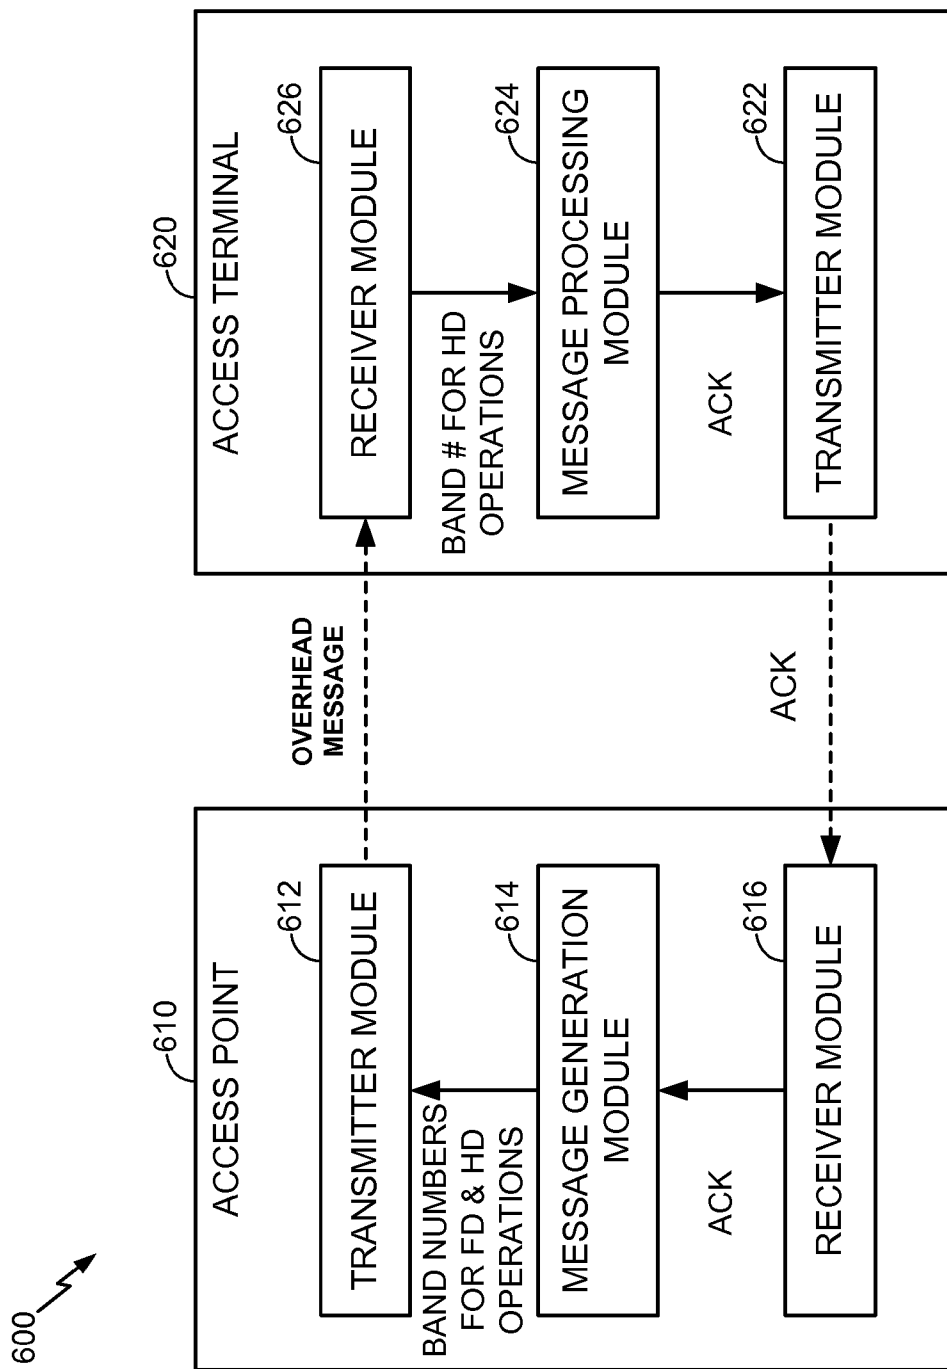 600
610
ACCESS POINT
612
TRANSMITTER MODULE
BAND NUMBERS
FOR FD & HD
OPERATIONS
614
MESSAGE GENERATION
MODULE
ACK
616
RECEIVER MODULE
OVERHEAD
MESSAGE
ACK
620
ACCESS TERMINAL
626
RECEIVER MODULE
BAND # FOR HD
OPERATIONS
624
MESSAGE PROCESSING
MODULE
ACK
622
TRANSMITTER MODULE